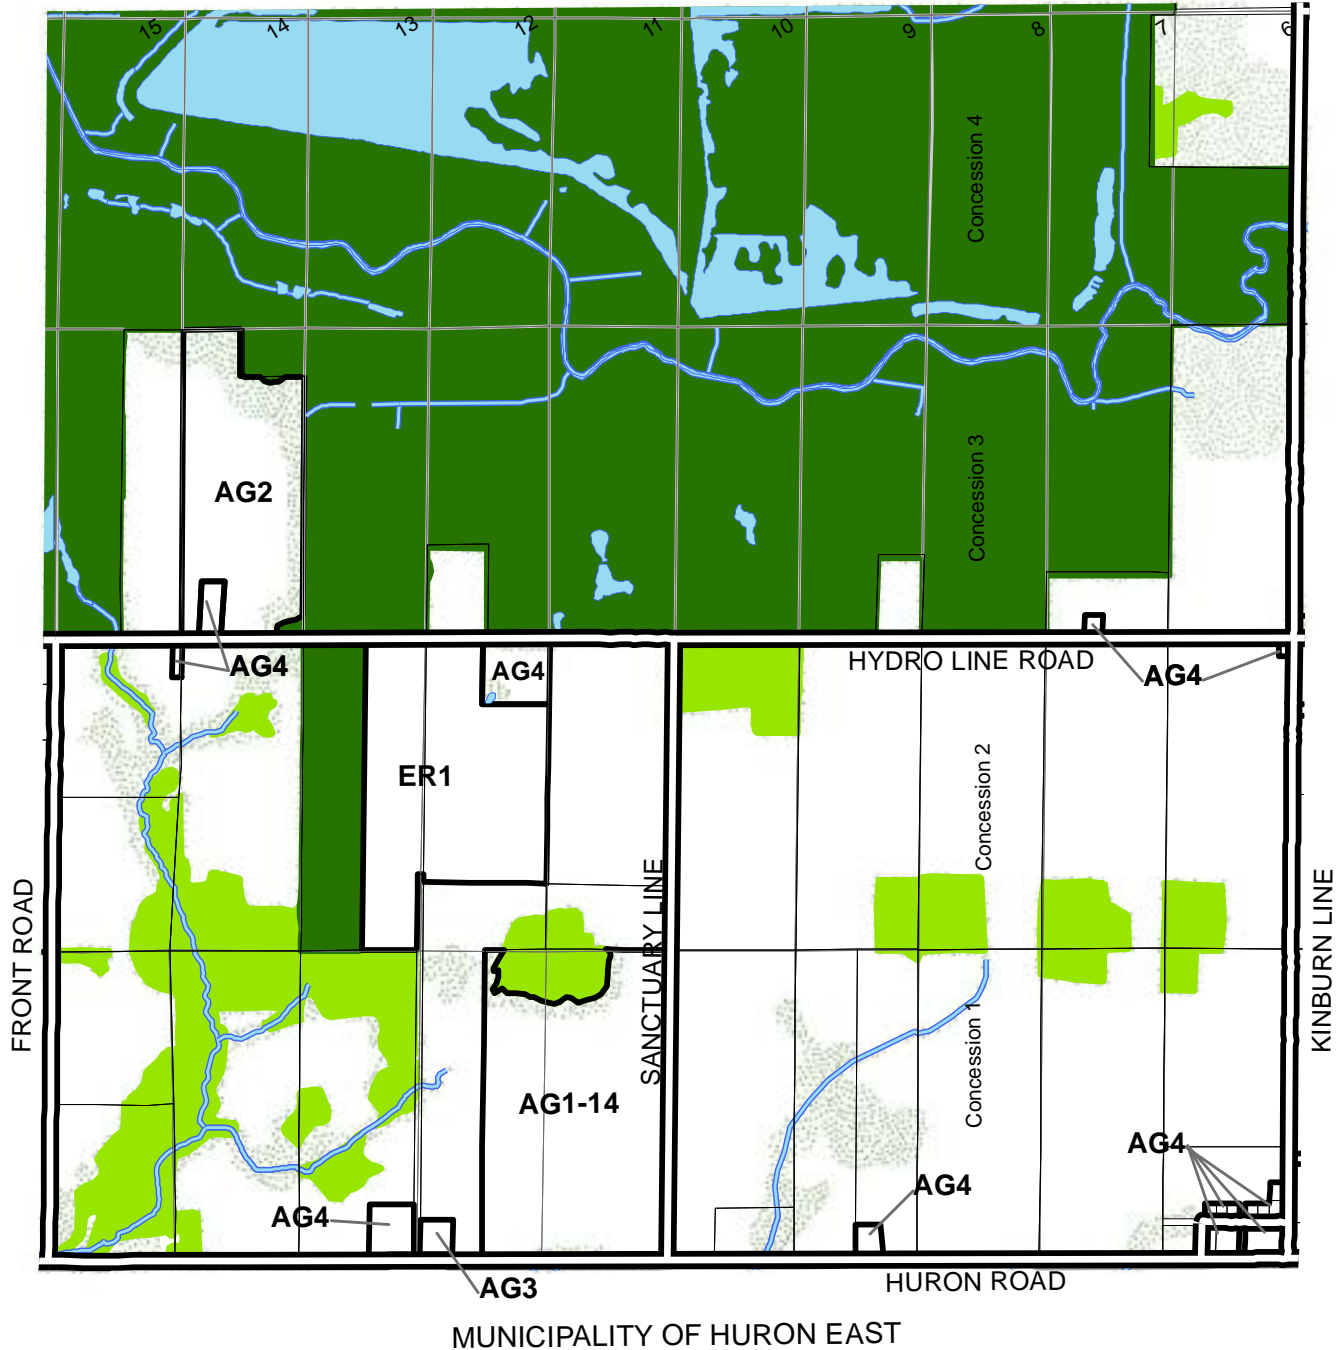 15 14 13 12 11 10 9 8 7 6
Concession 4
Concession 3
AG2
AG4
AG4
HYDRO LINE ROAD
AG4
ER1
Concession 2
FRONT ROAD
SANCTUARY LINE
KINBURN LINE
Concession 1
AG1-14
AG4
AG4
AG4
AG3
HURON ROAD
MUNICIPALITY OF HURON EAST